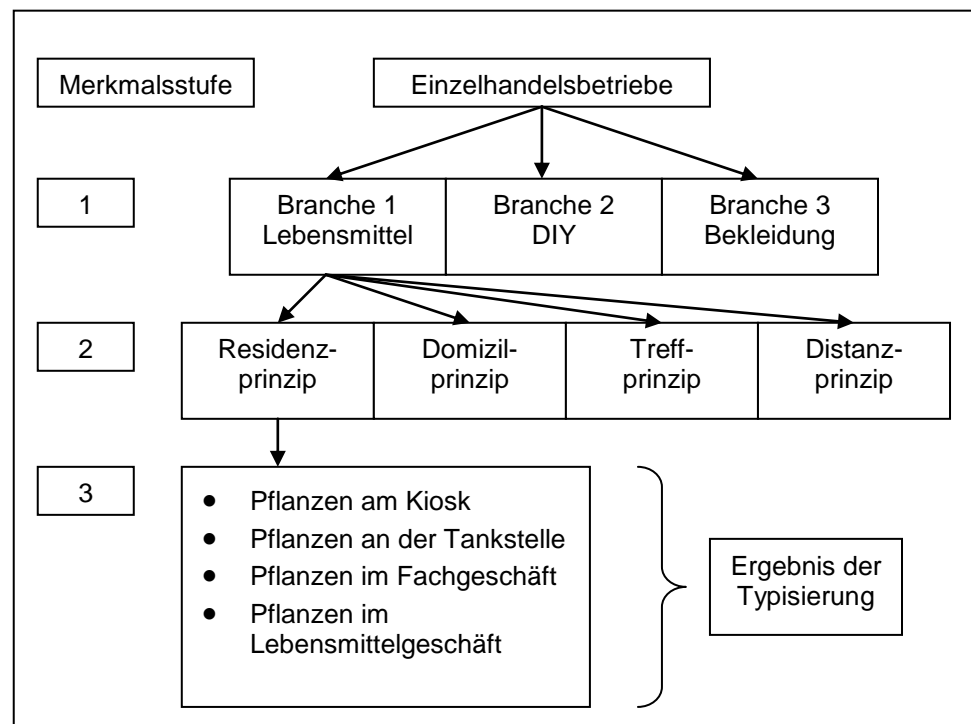 Merkmalsstufe
Einzelhandelsbetriebe
1
Branche 1
Lebensmittel
Branche 2
DIY
Branche 3
Bekleidung
2
Residenz-
prinzip
Domizil-
prinzip
Treff-
prinzip
Distanz-
prinzip
3
• Pflanzen am Kiosk
• Pflanzen an der Tankstelle
• Pflanzen im Fachgeschäft
• Pflanzen im
Lebensmittelgeschäft
Ergebnis der
Typisierung